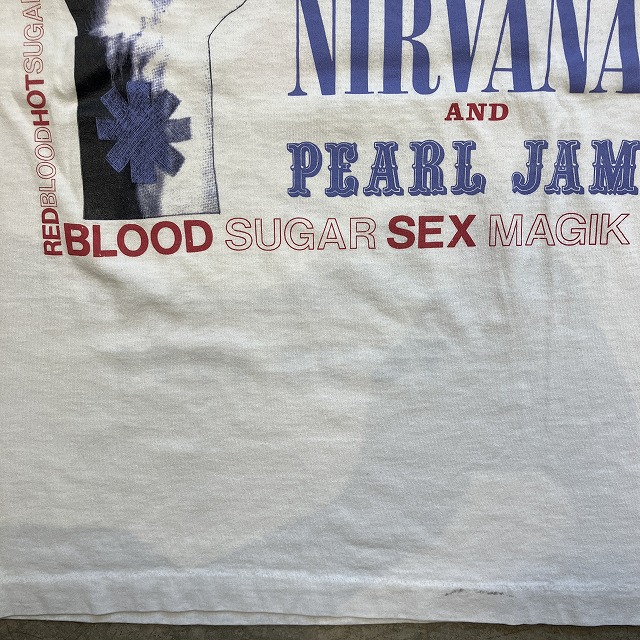 REDBLOODHOTSUGAR
NIRVANA
AND
PEARL JAM
BLOOD SUGAR SEX MAGIK